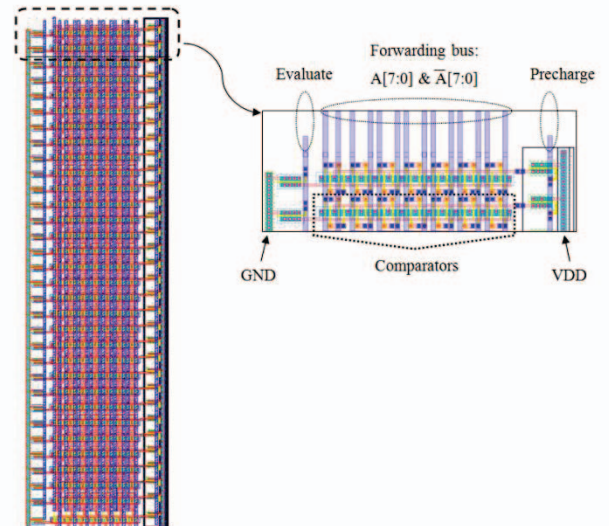 Forwarding bus:
Evaluate
A[7:0] & A̅[7:0]
Precharge
Comparators
GND
VDD